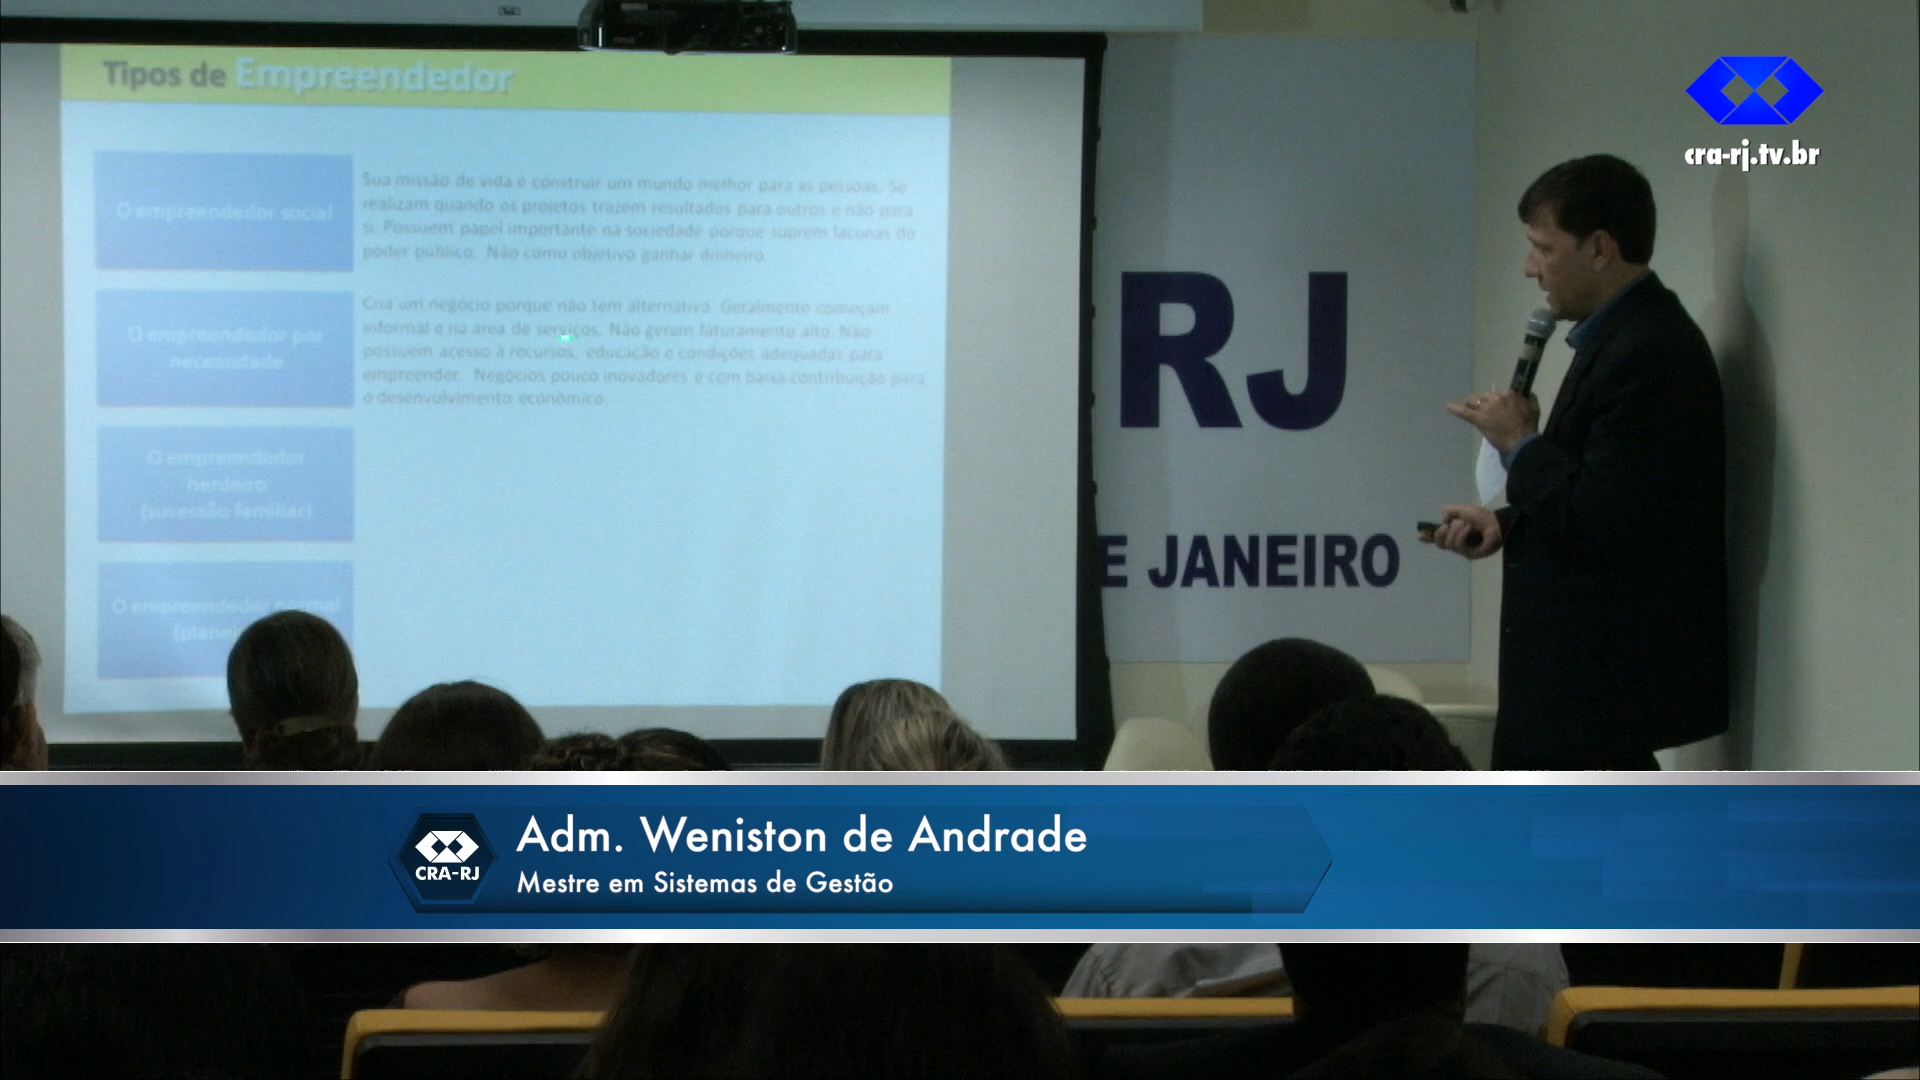 Tipos de Empreendedor
O empreendedor social
Sua missão de vida é construir um mundo melhor para as pessoas. Se
realizam quando os projetos trazem resultados para outros e não para
si. Possuem papel importante na sociedade porque suprem lacunas do
poder público. Não como objetivo ganhar dinheiro.
O empreendedor por
necessidade
Cria um negócio porque não tem alternativa. Geralmente começam
informal e na área de serviços. Não geram faturamento alto. Não
possuem acesso à recursos, educação e condições adequadas para
empreender. Negócios pouco inovadores e com baixa contribuição para
o desenvolvimento econômico.
O empreendedor
herdeiro
(sucessão familiar)
O empreendedor
RJ
E JANEIRO
cra-rj.tv.br
CRA-RJ
Adm. Weniston de Andrade
Mestre em Sistemas de Gestão